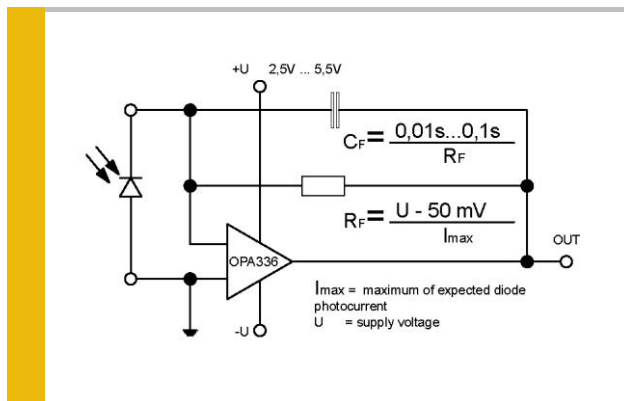 +U 2,5V ... 5,5V
CF = 0,01s...0,1s
RF
RF = U - 50 mV
Imax
OUT
OPA336
Imax = maximum of expected diode
photocurrent
U = supply voltage
-U